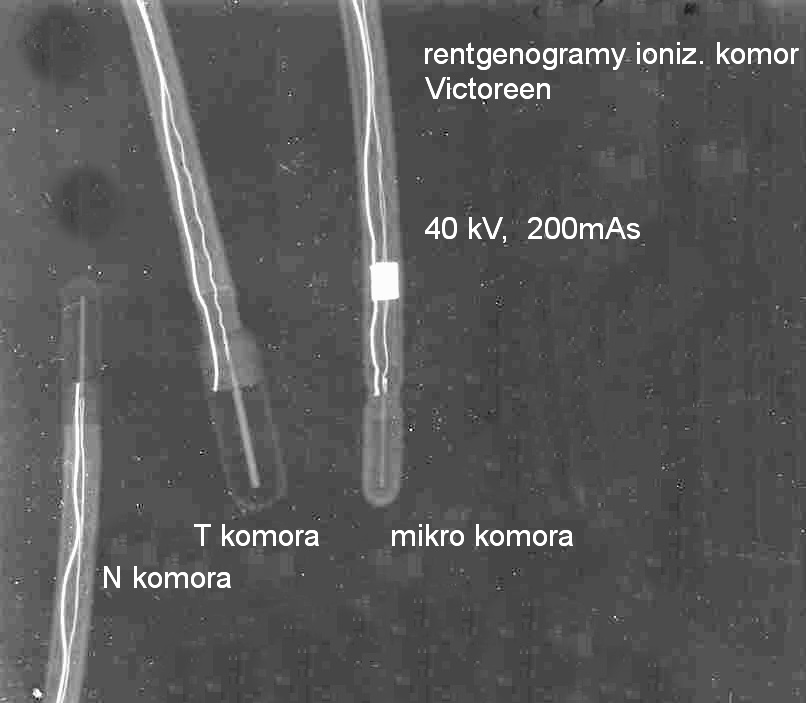 rentgenogramy ioniz. komor
Victoreen
40 kV, 200mAs
T komora
mikro komora
N komora